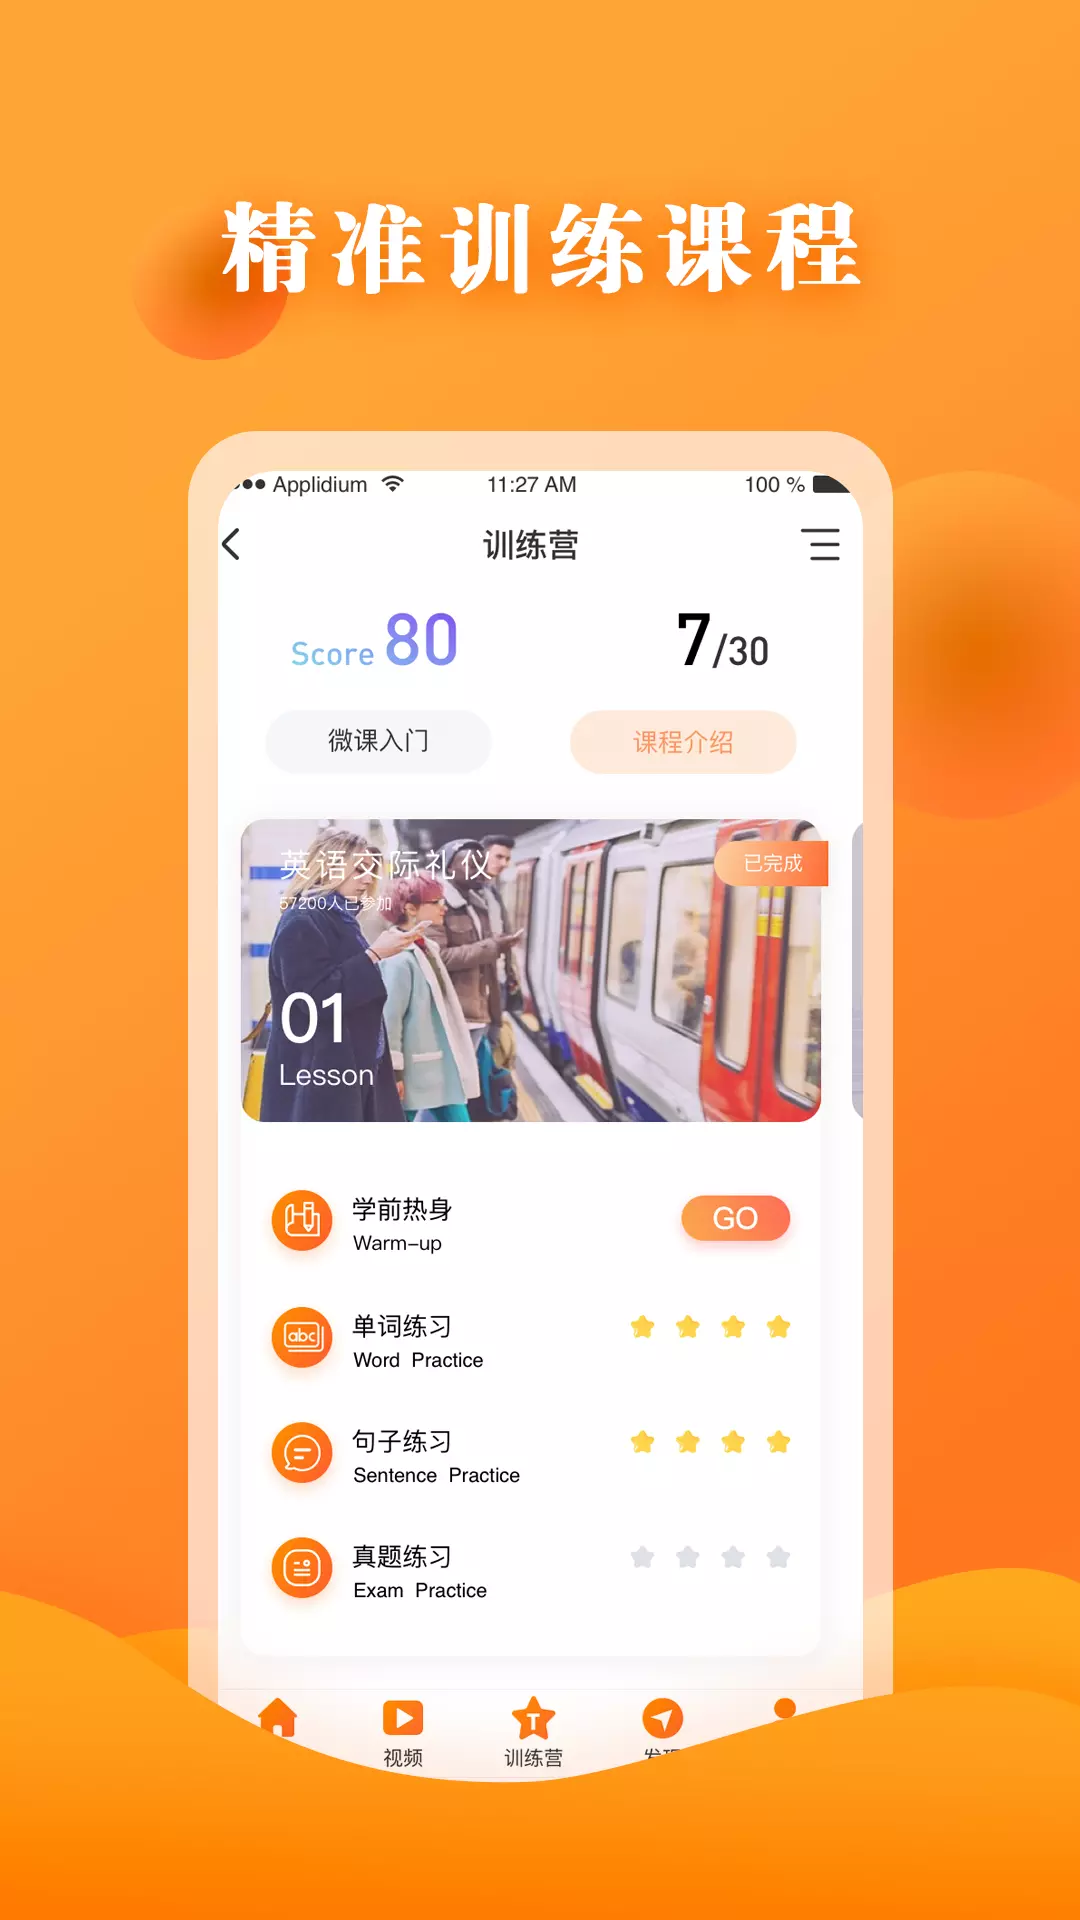 精准训练课程
Applidium 11:27 AM 100 %
训练营
Score 80 7/30
微课入门 课程介绍
英语交际礼仪 已完成
57200人已参加
01
Lesson
学前热身 GO
Warm-up
单词练习
Word Practice
句子练习
Sentence Practice
真题练习
Exam Practice
T
视频 训练营